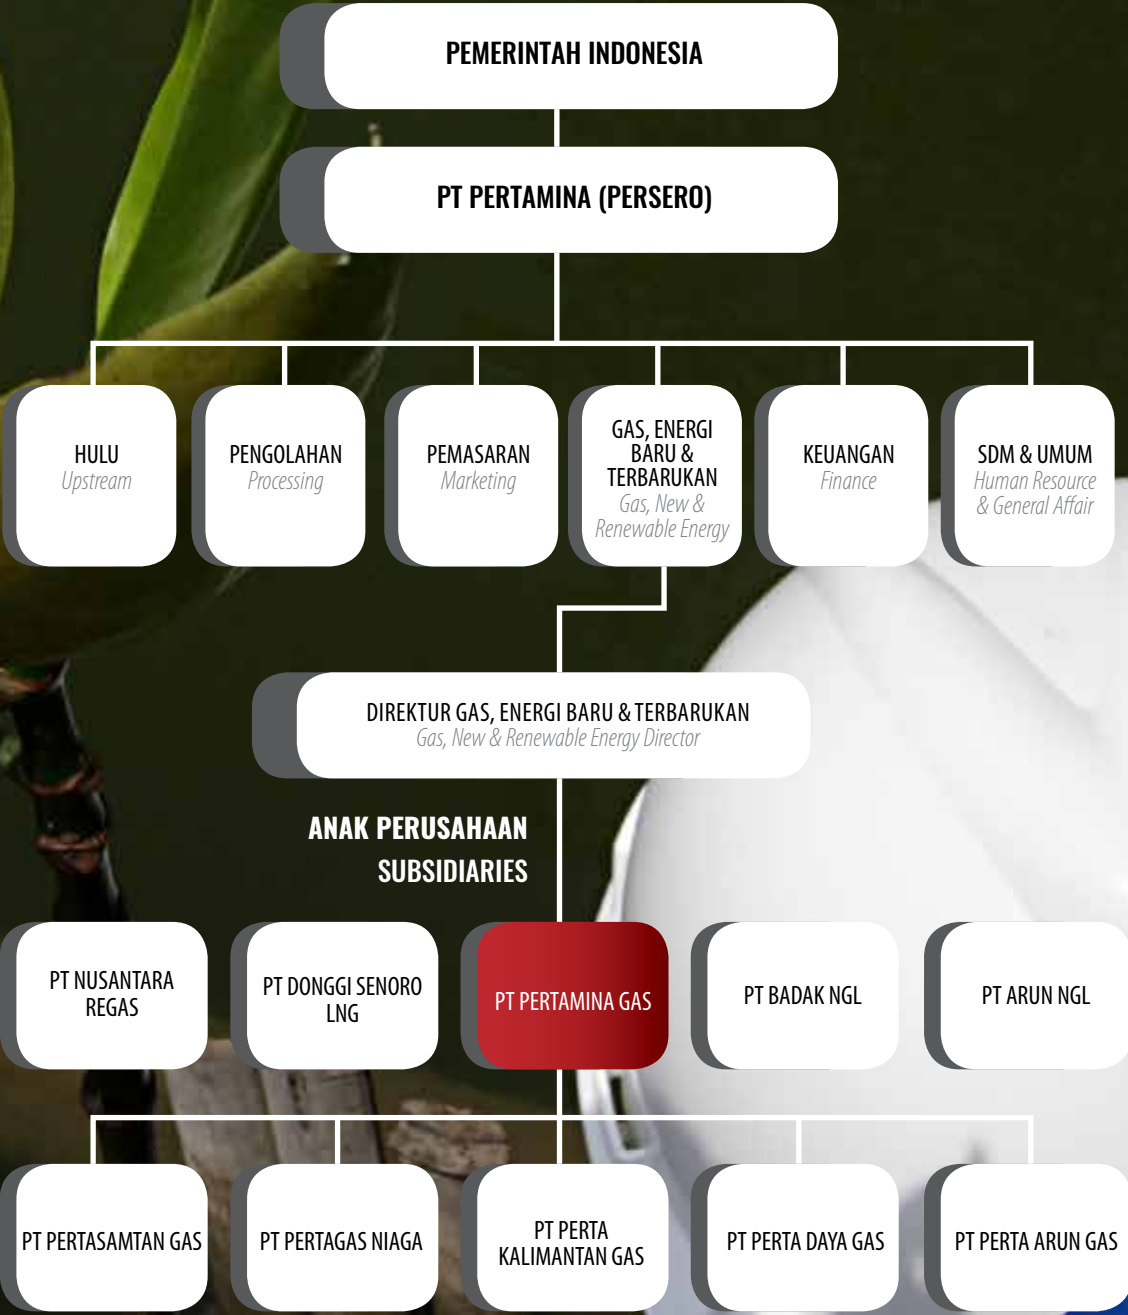 PEMERINTAH INDONESIA
PT PERTAMINA (PERSERO)
HULU
Upstream
PENGOLAHAN
Processing
PEMASARAN
Marketing
GAS, ENERGI
BARU &
TERBARUKAN
Gas, New &
Renewable Energy
KEUANGAN
Finance
SDM & UMUM
Human Resource
& General Affair
DIREKTUR GAS, ENERGI BARU & TERBARUKAN
Gas, New & Renewable Energy Director
ANAK PERUSAHAAN
SUBSIDIARIES
PT NUSANTARA
REGAS
PT DONGGI SENORO
LNG
PT PERTAMINA GAS
PT BADAK NGL
PT ARUN NGL
PT PERTASAMTAN GAS
PT PERTAGAS NIAGA
PT PERTA
KALIMANTAN GAS
PT PERTA DAYA GAS
PT PERTA ARUN GAS